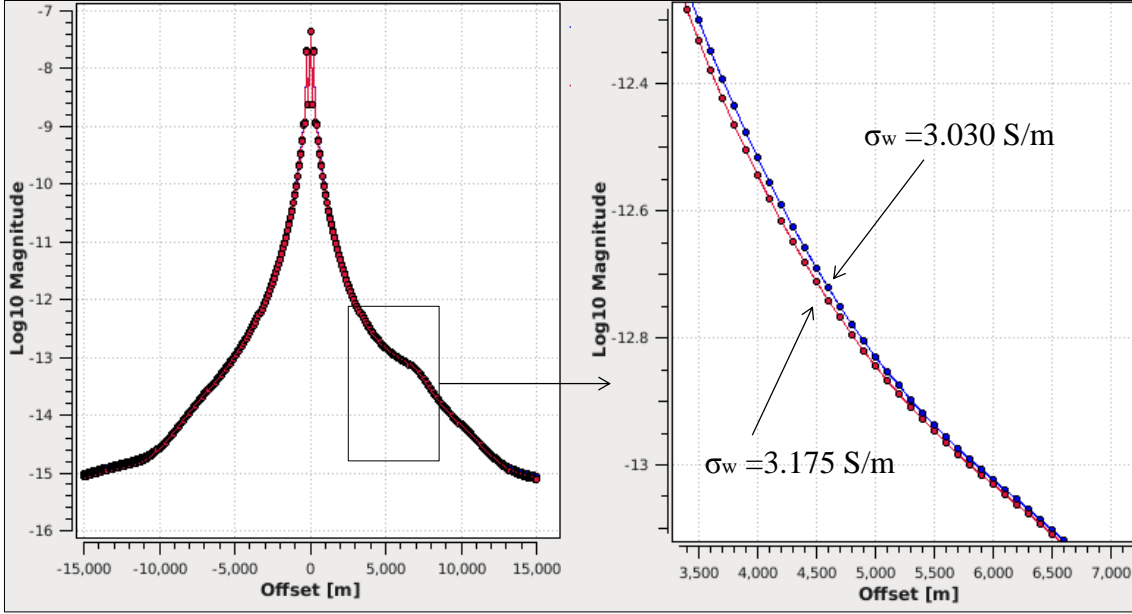 -7
-8
-9
-10
-11
-12
-13
-14
-15
-16
Log10 Magnitude
-15,000 -10,000 -5,000 0 5,000 10,000 15,000
Offset [m]
-12.4
-12.6
-12.8
-13
Log10 Magnitude
σw =3.030 S/m
σw =3.175 S/m
3,500 4,000 4,500 5,000 5,500 6,000 6,500 7,000
Offset [m]